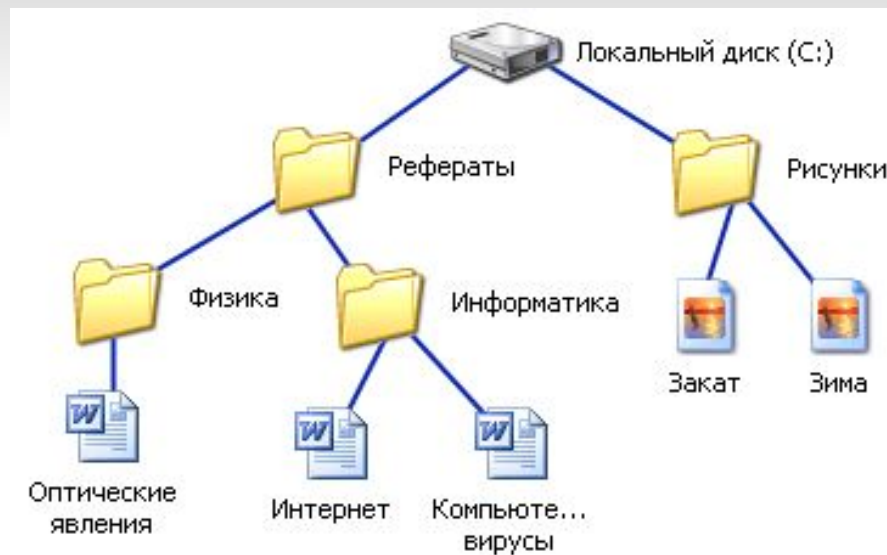 Локальный диск (C:)
Рефераты
Рисунки
Физика
Информатика
Закат
Зима
Оптические
явления
Интернет
Компьюте...
вирусы